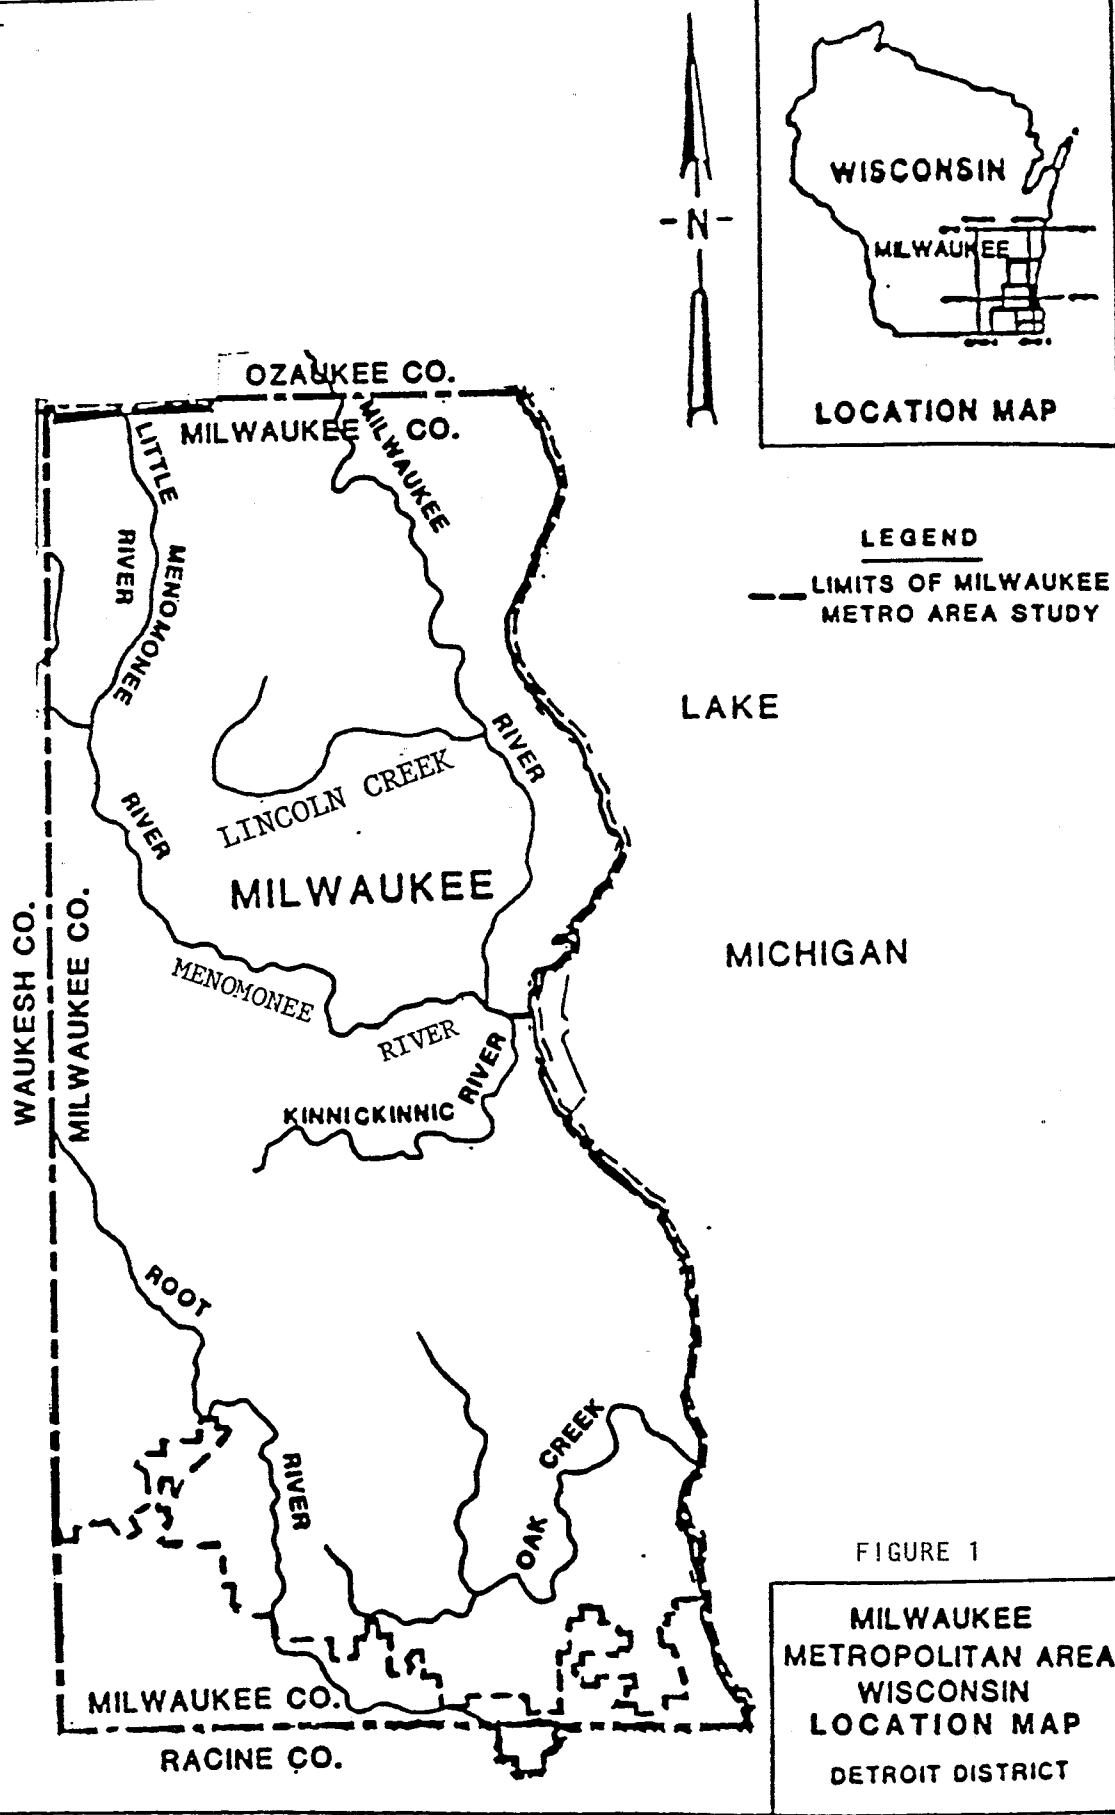 WISCONSIN
MILWAUKEE
LOCATION MAP
-N-
OZAUKEE CO.
MILWAUKEE CO.
LITTLE
MENOMONEE
RIVER
MILWAUKEE
RIVER
LEGEND
LIMITS OF MILWAUKEE
METRO AREA STUDY
LAKE
MICHIGAN
RIVER
LINCOLN CREEK
MILWAUKEE
WAUKESH CO.
MILWAUKEE CO.
MENOMONEE
RIVER
KINNICKINNIC
RIVER
ROOT
RIVER
OAK
CREEK
MILWAUKEE CO.
RACINE CO.
FIGURE 1
MILWAUKEE
METROPOLITAN AREA
WISCONSIN
LOCATION MAP
DETROIT DISTRICT